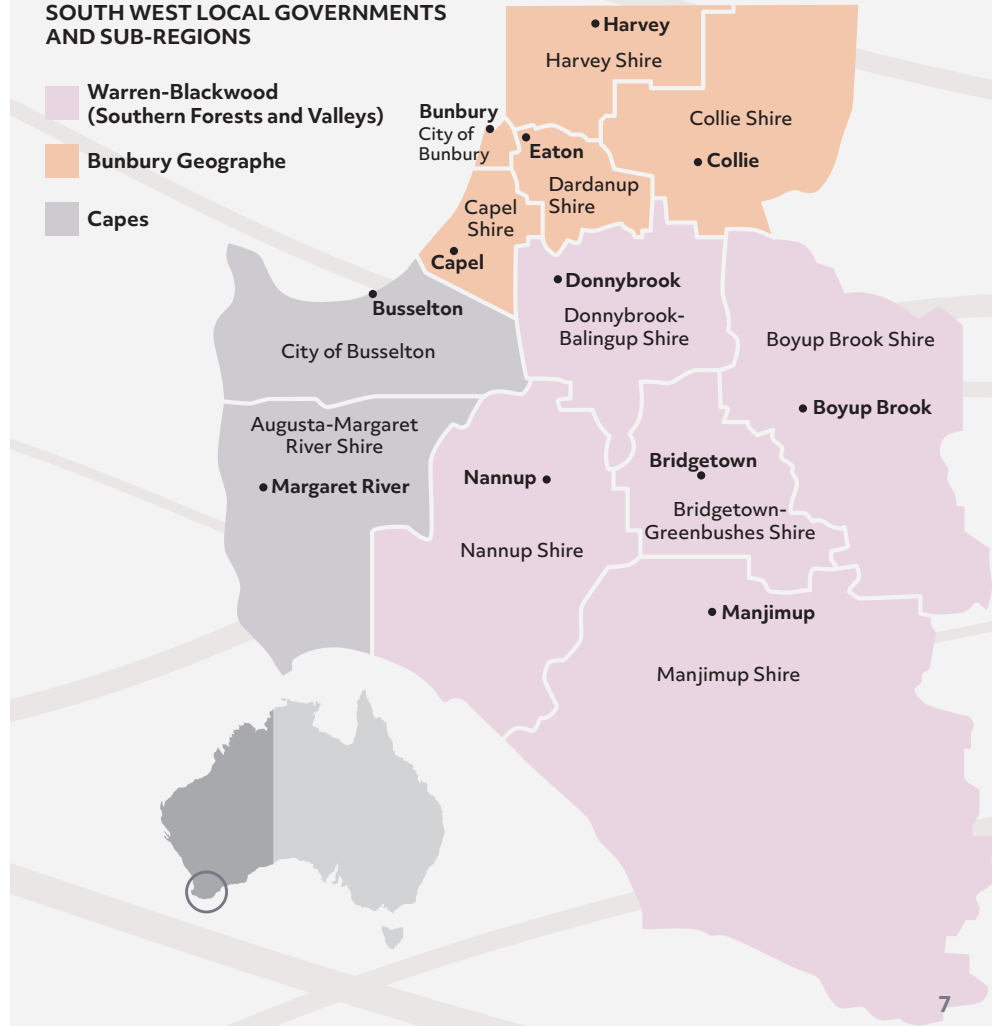 SOUTH WEST LOCAL GOVERNMENTS
AND SUB-REGIONS
Warren-Blackwood
(Southern Forests and Valleys)
Bunbury Geographe
Capes
Harvey
Harvey Shire
Bunbury
City of
Bunbury
Eaton
Dardanup
Shire
Collie Shire
Collie
Capel
Shire
Capel
Busselton
City of Busselton
Donnybrook
Donnybrook-
Balingup Shire
Boyup Brook Shire
Boyup Brook
Augusta-Margaret
River Shire
Margaret River
Nannup
Nannup Shire
Bridgetown
Bridgetown-
Greenbushes Shire
Manjimup
Manjimup Shire
7